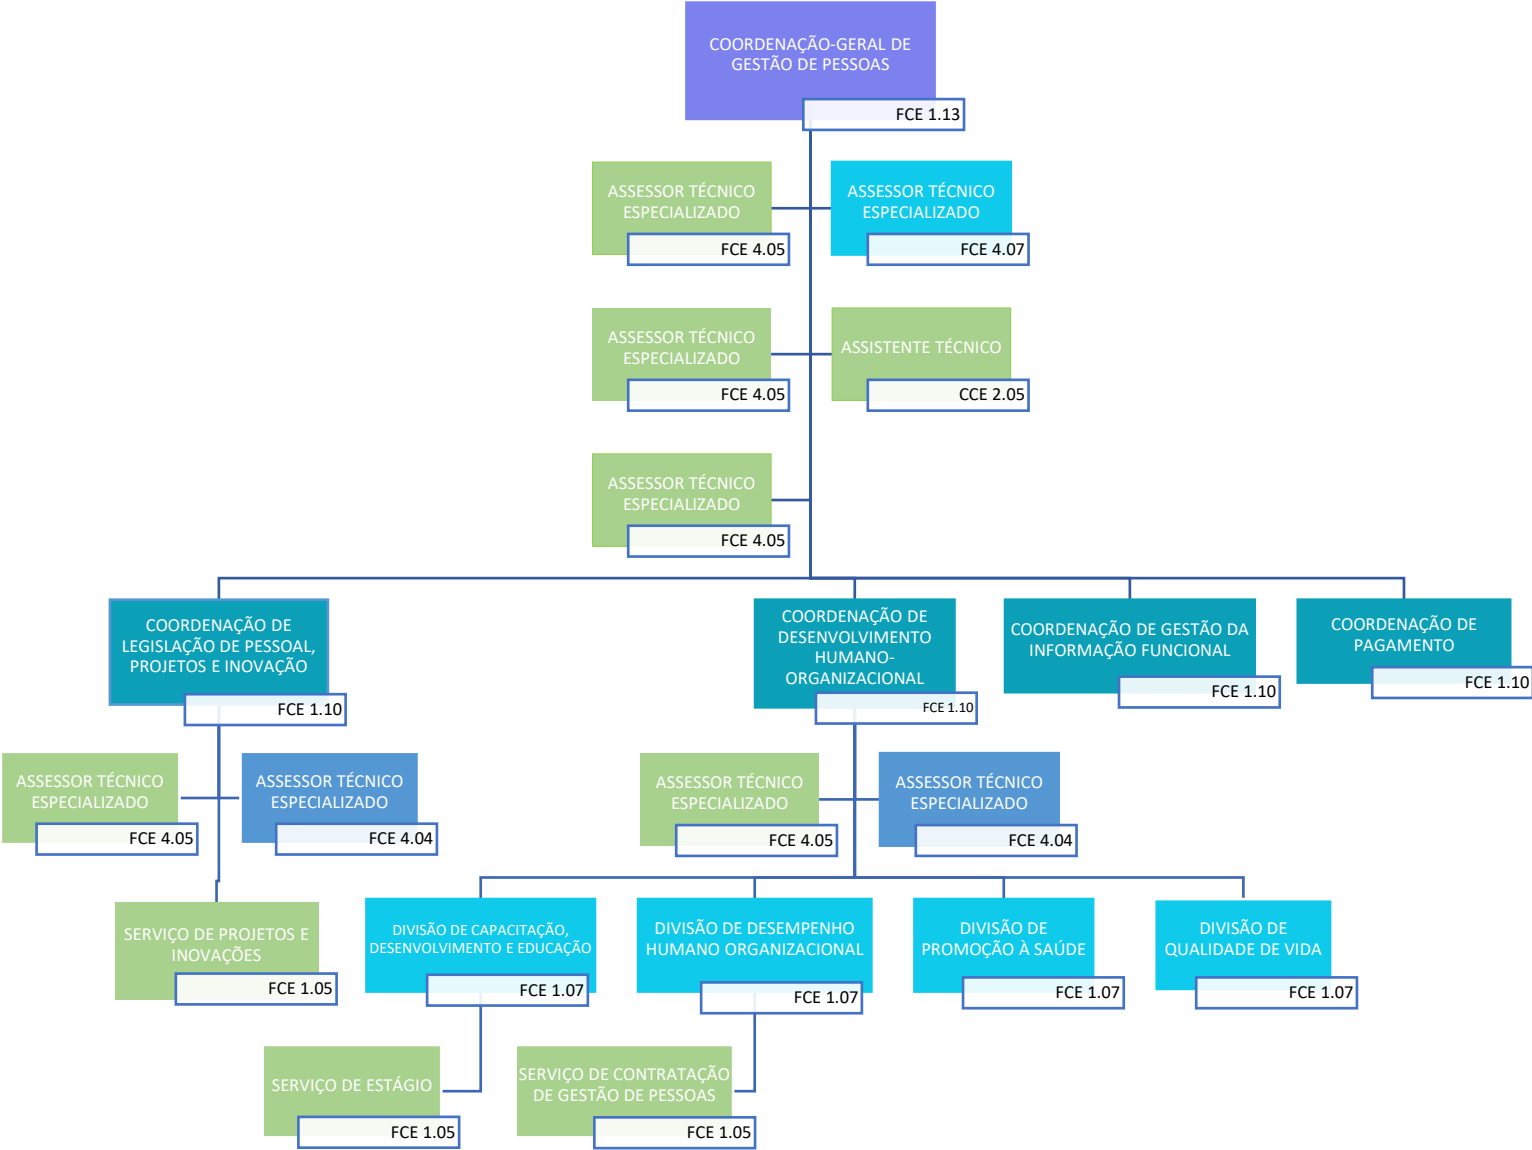 COORDENAÇÃO-GERAL DE
GESTÃO DE PESSOAS
FCE 1.13
ASSESSOR TÉCNICO
ESPECIALIZADO
FCE 4.05
ASSESSOR TÉCNICO
ESPECIALIZADO
FCE 4.07
ASSESSOR TÉCNICO
ESPECIALIZADO
FCE 4.05
ASSISTENTE TÉCNICO
CCE 2.05
ASSESSOR TÉCNICO
ESPECIALIZADO
FCE 4.05
COORDENAÇÃO DE
LEGISLAÇÃO DE PESSOAL,
PROJETOS E INOVAÇÃO
FCE 1.10
COORDENAÇÃO DE
DESENVOLVIMENTO
HUMANO-
ORGANIZACIONAL
FCE 1.10
COORDENAÇÃO DE GESTÃO DA
INFORMAÇÃO FUNCIONAL
FCE 1.10
COORDENAÇÃO DE
PAGAMENTO
FCE 1.10
ASSESSOR TÉCNICO
ESPECIALIZADO
FCE 4.05
ASSESSOR TÉCNICO
ESPECIALIZADO
FCE 4.04
ASSESSOR TÉCNICO
ESPECIALIZADO
FCE 4.05
ASSESSOR TÉCNICO
ESPECIALIZADO
FCE 4.04
SERVIÇO DE PROJETOS E
INOVAÇÕES
FCE 1.05
DIVISÃO DE CAPACITAÇÃO,
DESENVOLVIMENTO E EDUCAÇÃO
FCE 1.07
DIVISÃO DE DESEMPENHO
HUMANO ORGANIZACIONAL
FCE 1.07
DIVISÃO DE
PROMOÇÃO À SAÚDE
FCE 1.07
DIVISÃO DE
QUALIDADE DE VIDA
FCE 1.07
SERVIÇO DE ESTÁGIO
FCE 1.05
SERVIÇO DE CONTRATAÇÃO
DE GESTÃO DE PESSOAS
FCE 1.05